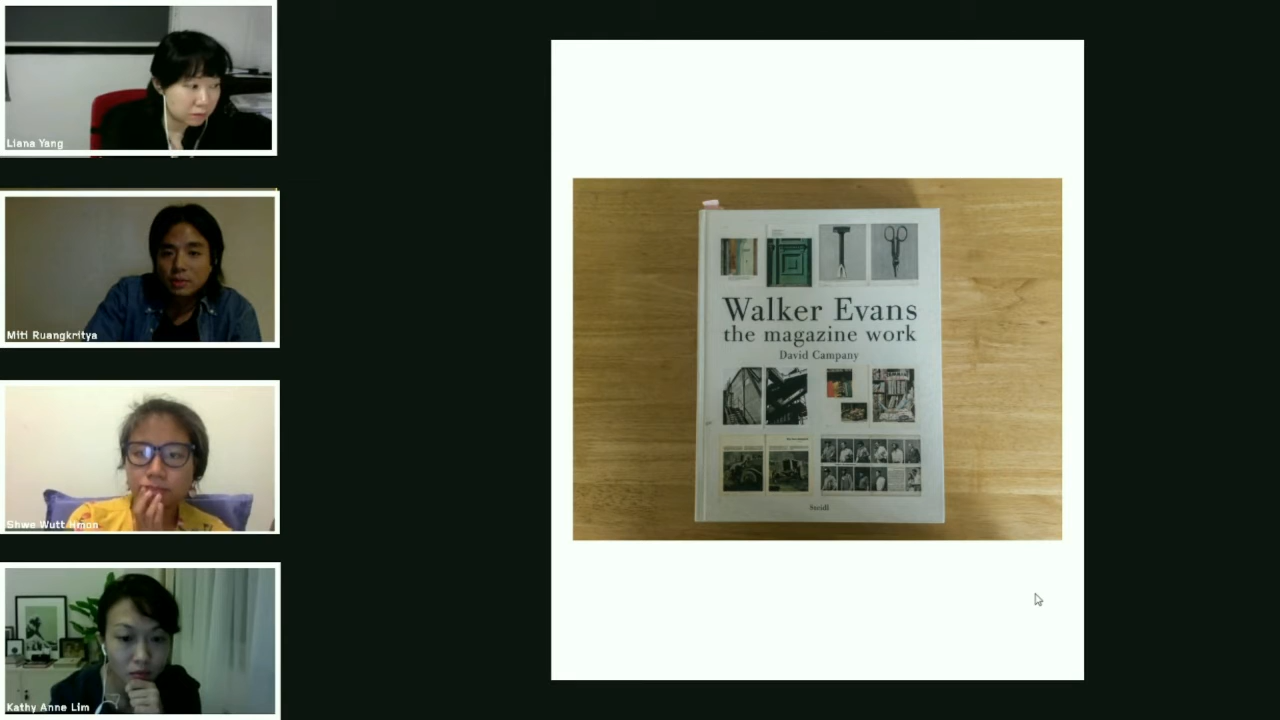 Liana Yang
Miti Ruangkritya
Shwe Wutt Hmon
Kathy Anne Lim
Walker Evans
the magazine work
David Campany
Steidl